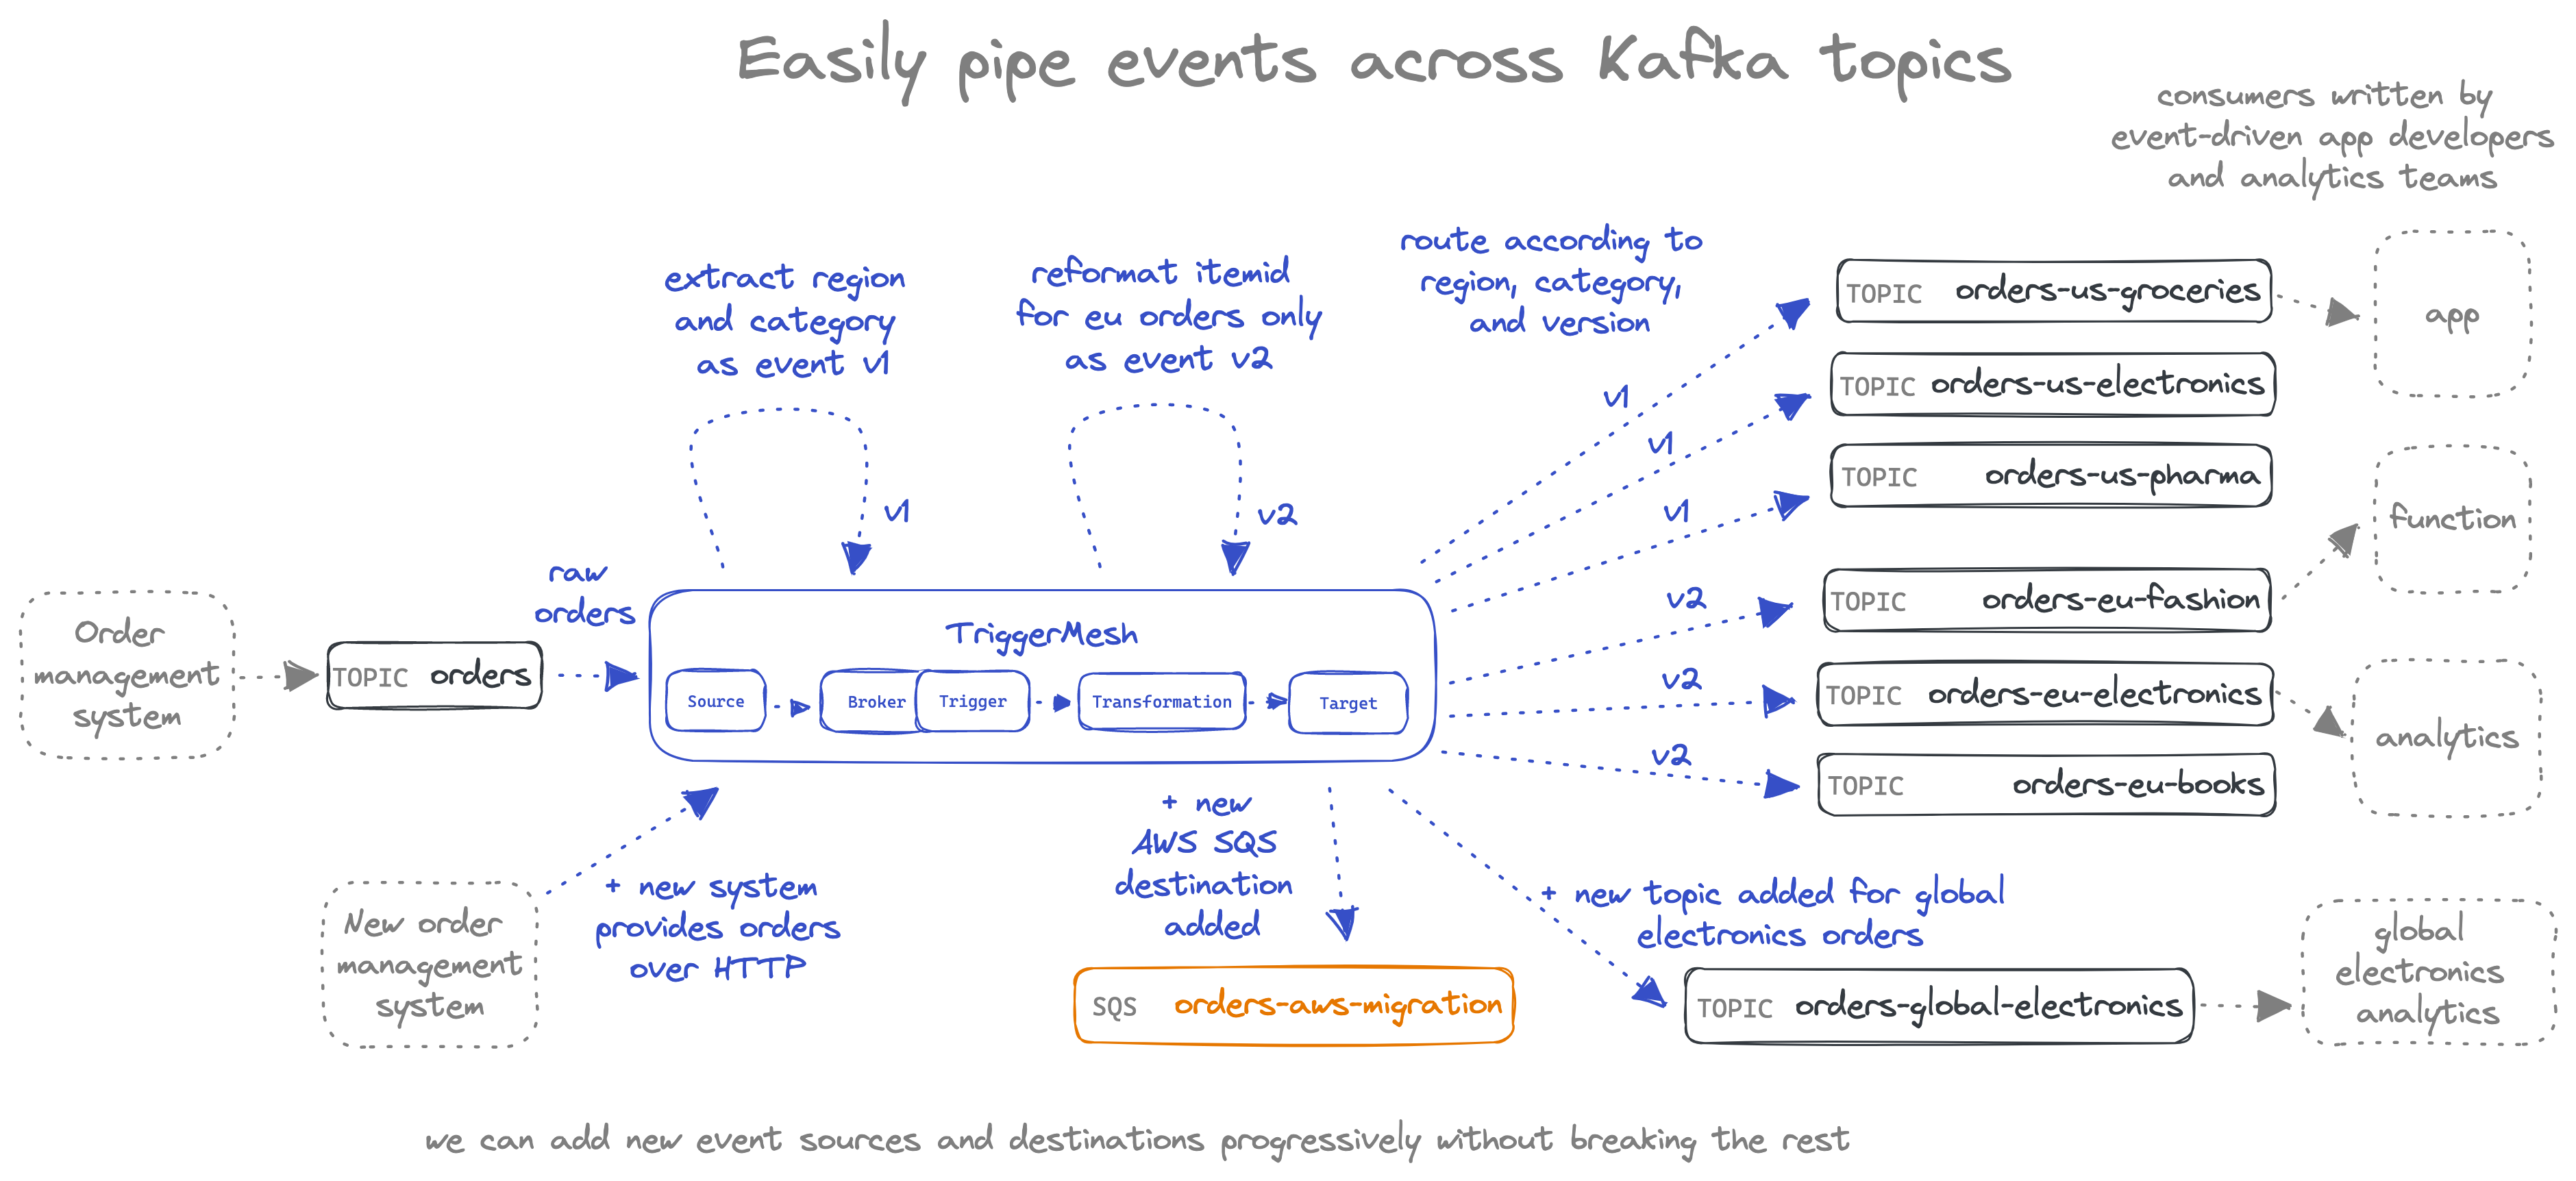 Easily pipe events across Kafka topics
consumers written by
event-driven app developers
and analytics teams
extract region
and category
as event v1
reformat itemid
for eu orders only
as event v2
route according to
region, category,
and version
v1
v2
v1
v1
v1
v2
v2
v2
TOPIC orders-us-groceries
TOPIC orders-us-electronics
TOPIC orders-us-pharma
TOPIC orders-eu-fashion
TOPIC orders-eu-electronics
TOPIC orders-eu-books
app
function
analytics
Order
management
system
TOPIC orders
raw
orders
TriggerMesh
Source
Broker
Trigger
Transformation
Target
New order
management
system
+ new system
provides orders
over HTTP
+ new
AWS SQS
destination
added
SQS orders-aws-migration
+ new topic added for global
electronics orders
TOPIC orders-global-electronics
global
electronics
analytics
we can add new event sources and destinations progressively without breaking the rest